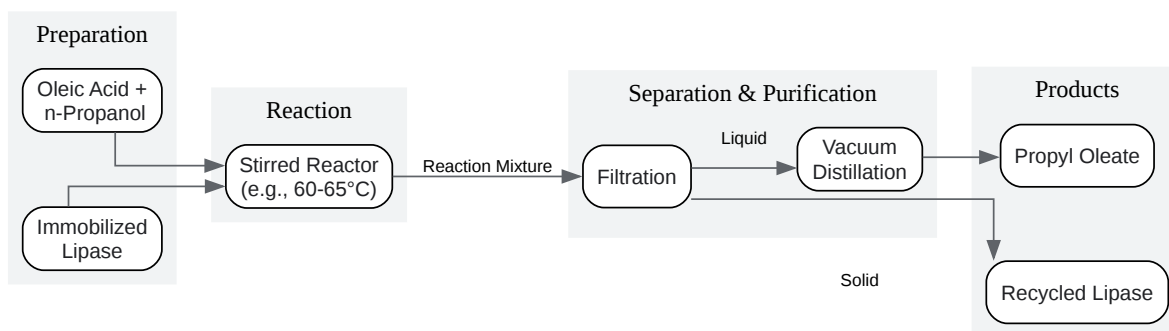 Preparation
Oleic Acid +
n-Propanol
Immobilized
Lipase
Reaction
Stirred Reactor
(e.g., 60-65°C)
Reaction Mixture
Separation & Purification
Filtration
Liquid
Vacuum
Distillation
Solid
Products
Propyl Oleate
Recycled Lipase